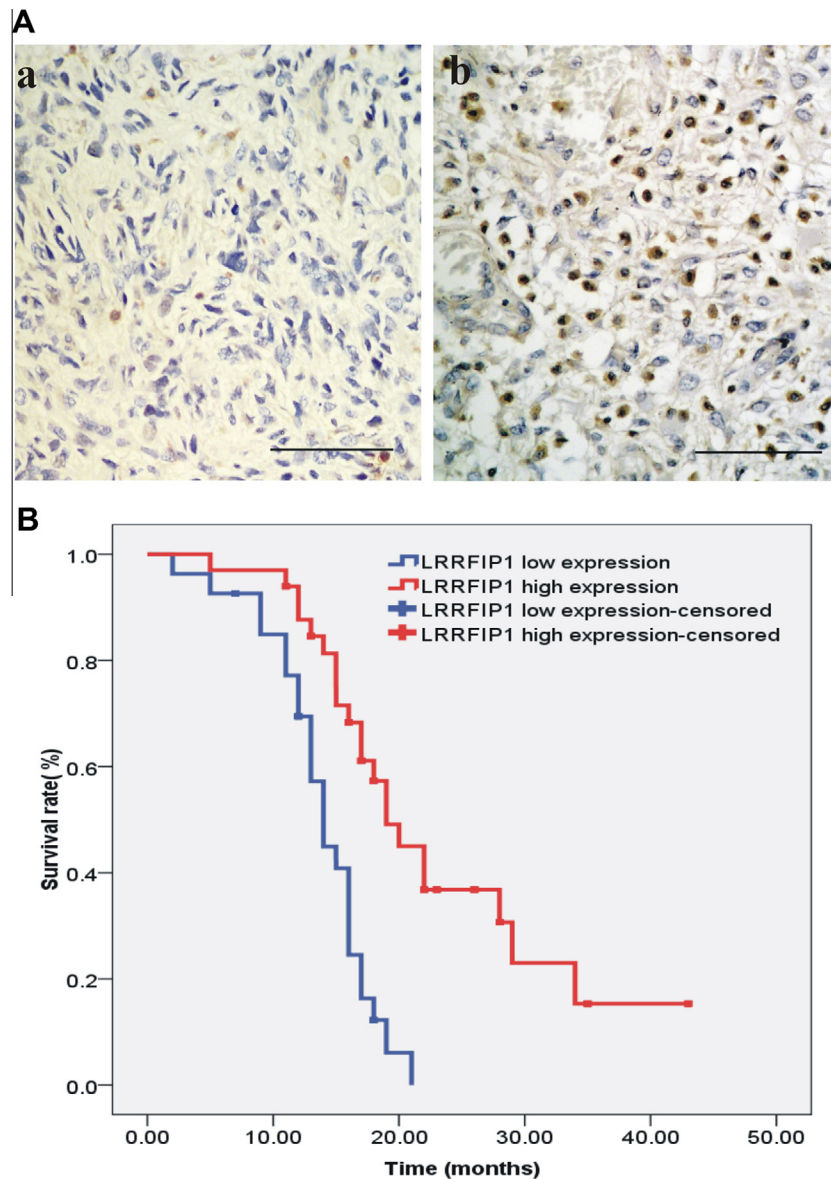 A
a
b
B
LRRFIP1 low expression
LRRFIP1 high expression
LRRFIP1 low expression-censored
LRRFIP1 high expression-censored
Survival rate( %)
1.0
0.8
0.6
0.4
0.2
0.0
0.00 10.00 20.00 30.00 40.00 50.00
Time (months)